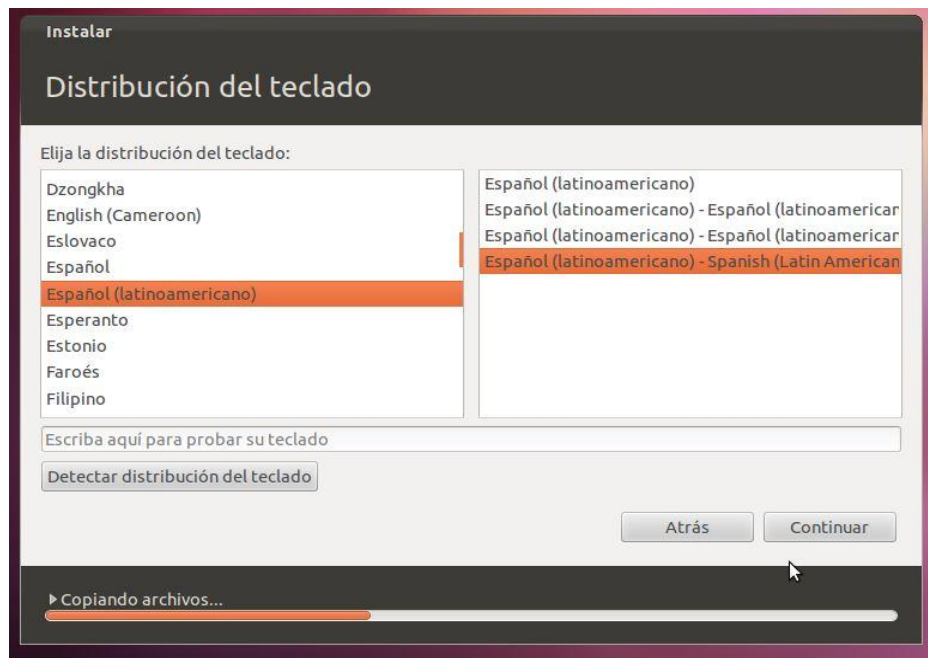 Instalar
Distribución del teclado
Elija la distribución del teclado:
Dzongkha
English (Cameroon)
Eslovaco
Español
Español (latinoamericano)
Esperanto
Estonio
Faroés
Filipino
Español (latinoamericano)
Español (latinoamericano) - Español (latinoamerican
Español (latinoamericano) - Español (latinoamerican
Español (latinoamericano) - Spanish (Latin American
Escriba aquí para probar su teclado
Detectar distribución del teclado
Atrás
Continuar
Copiando archivos...